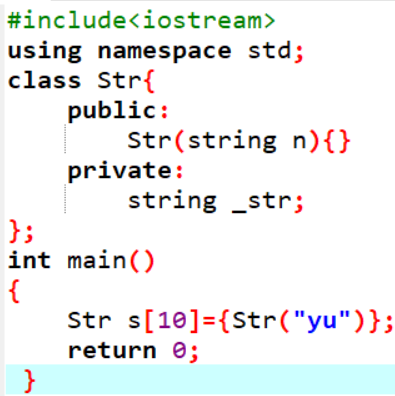 #include<iostream>
using namespace std;
class Str{
    public:
        Str(string n){}
    private:
        string _str;
};
int main()
{
    Str s[10]={Str("yu")};
    return 0;
 }